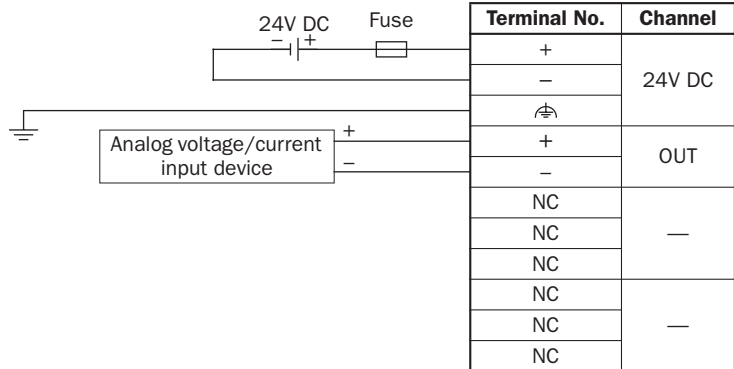 24V DC
− +
Fuse
Analog voltage/current
input device
+
−
Terminal No. Channel
+
−
24V DC
+
−
OUT
NC
NC
NC
—
NC
NC
NC
—